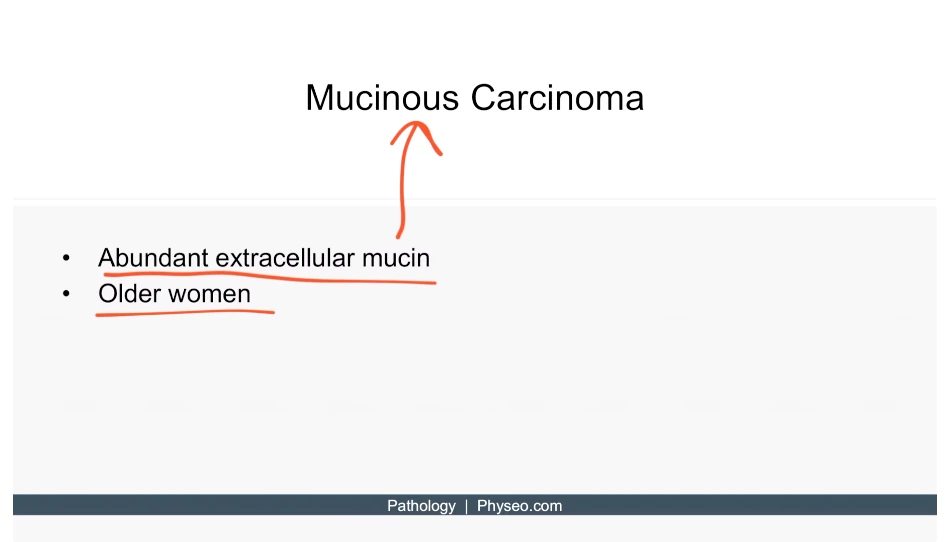 Mucinous Carcinoma
• Abundant extracellular mucin
• Older women
Pathology | Physeo.com